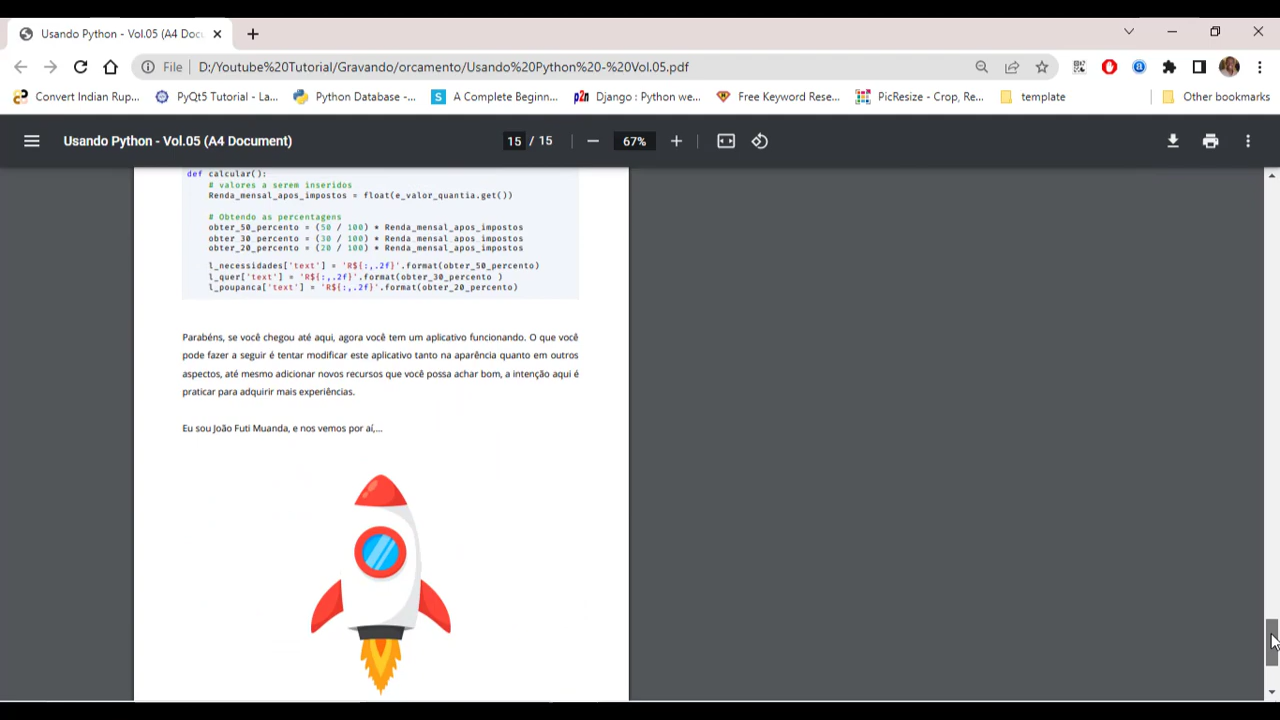 Usando Python - Vol.05 (A4 Docu
File
D:/Youtube%20Tutorial/Gravando/orcamento/Usando%20Python%20-%20Vol.05.pdf
Convert Indian Rup...
PyQt5 Tutorial - La...
Python Database -...
S
A Complete Beginn...
p2n
Django : Python we...
Free Keyword Rese...
PicResize - Crop, Re...
template
Other bookmarks
Usando Python - Vol.05 (A4 Document)
15 / 15
67%
def calcular():
# valores a serem inseridos
Renda_mensal_apos_impostos = float(e_valor_quantia.get())
# Obtendo as percentagens
obter_50_percento = (50 / 100) * Renda_mensal_apos_impostos
obter_30_percento = (30 / 100) * Renda_mensal_apos_impostos
obter_20_percento = (20 / 100) * Renda_mensal_apos_impostos
l_necessidades['text'] = 'R${:,.2f}'.format(obter_50_percento)
l_quer['text'] = 'R${:,.2f}'.format(obter_30_percento )
l_poupanca['text'] = 'R${:,.2f}'.format(obter_20_percento)
Parabéns, se você chegou até aqui, agora você tem um aplicativo funcionando. O que você
pode fazer a seguir é tentar modificar este aplicativo tanto na aparência quanto em outros
aspectos, até mesmo adicionar novos recursos que você possa achar bom, a intenção aqui é
praticar para adquirir mais experiências.
Eu sou João Futi Muanda, e nos vemos por aí,...